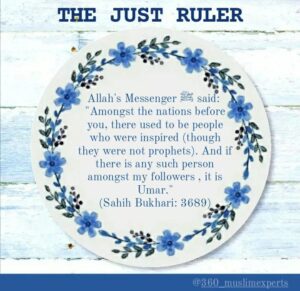 THE JUST RULER
Allah's Messenger ﷺ said:
"Amongst the nations before
you, there used to be people
who were inspired (though
they were not prophets). And if
there is any such person
amongst my followers , it is
Umar."
(Sahih Bukhari: 3689)
@360_muslimexperts